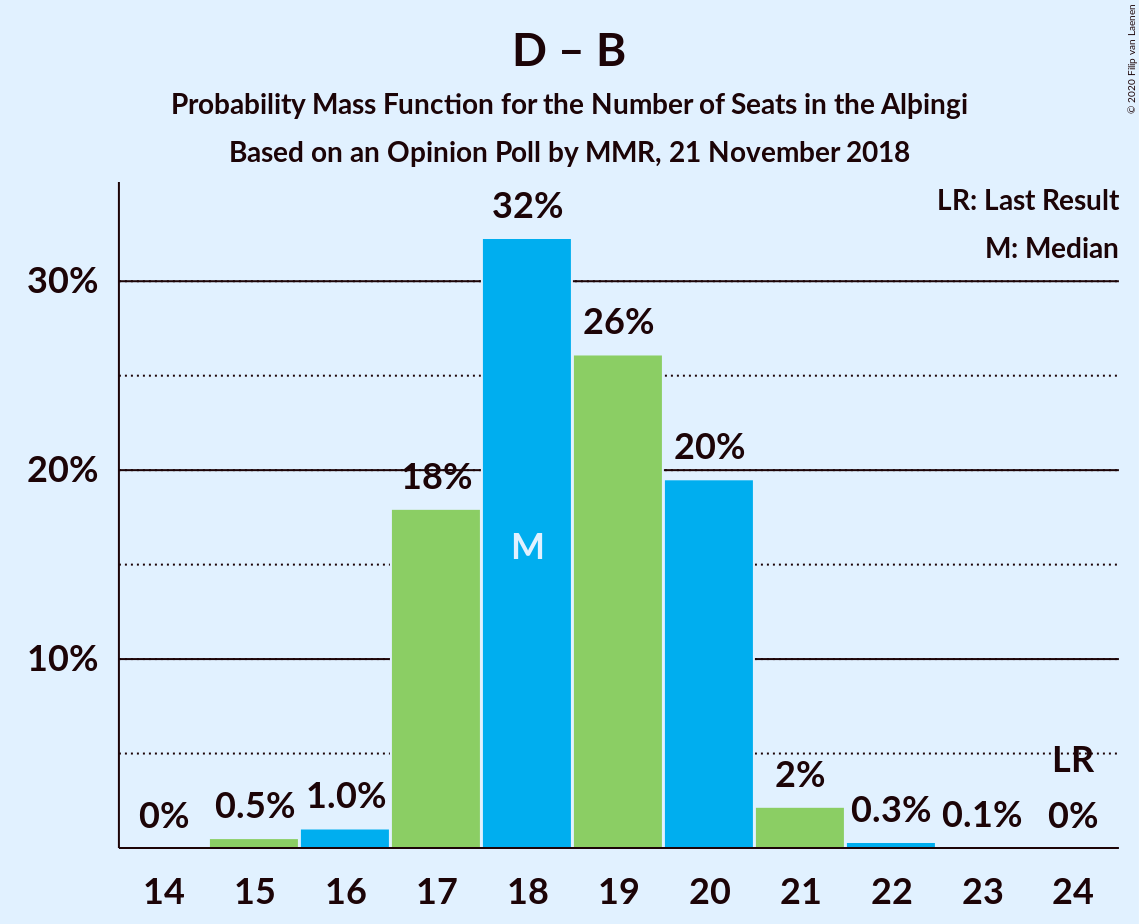 D – B
Probability Mass Function for the Number of Seats in the Alþingi
Based on an Opinion Poll by MMR, 21 November 2018
© 2020 Filip van Laenen
LR: Last Result
M: Median
30%
20%
10%
0%
0.5%
1.0%
18%
32%
26%
20%
2%
0.3%
0.1%
0%
LR
M
14 15 16 17 18 19 20 21 22 23 24